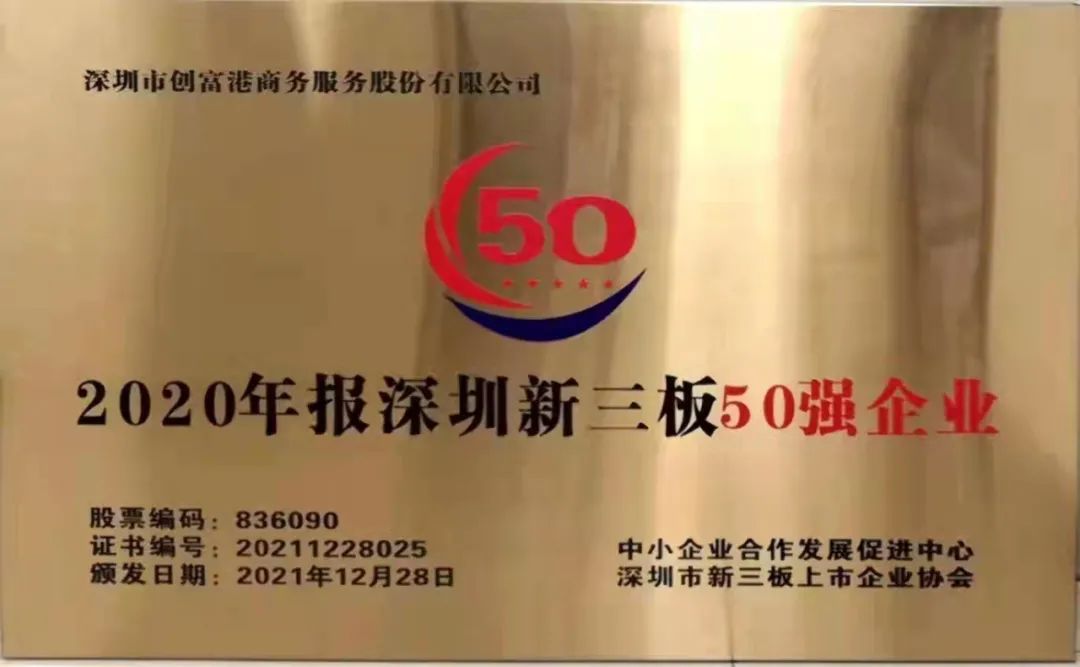 深圳市创富港商务服务股份有限公司
50
2020年报深圳新三板50强企业
股票编码：836090
证书编号：20211228025
颁发日期：2021年12月28日
中小企业合作发展促进中心
深圳市新三板上市企业协会